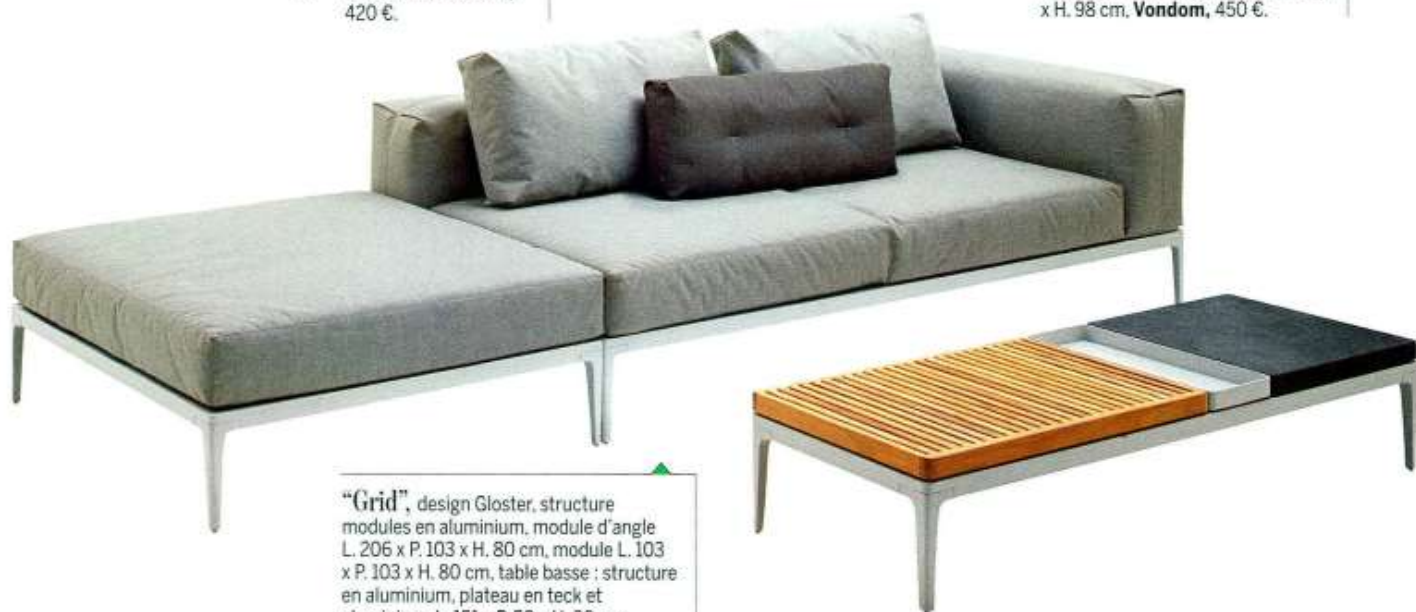 420 €.
x H. 98 cm, Vondom, 450 €.
“Grid”, design Gloster, structure
modules en aluminium, module d'angle
L. 206 x P. 103 x H. 80 cm, module L. 103
x P. 103 x H. 80 cm, table basse : structure
en aluminium, plateau en teck et